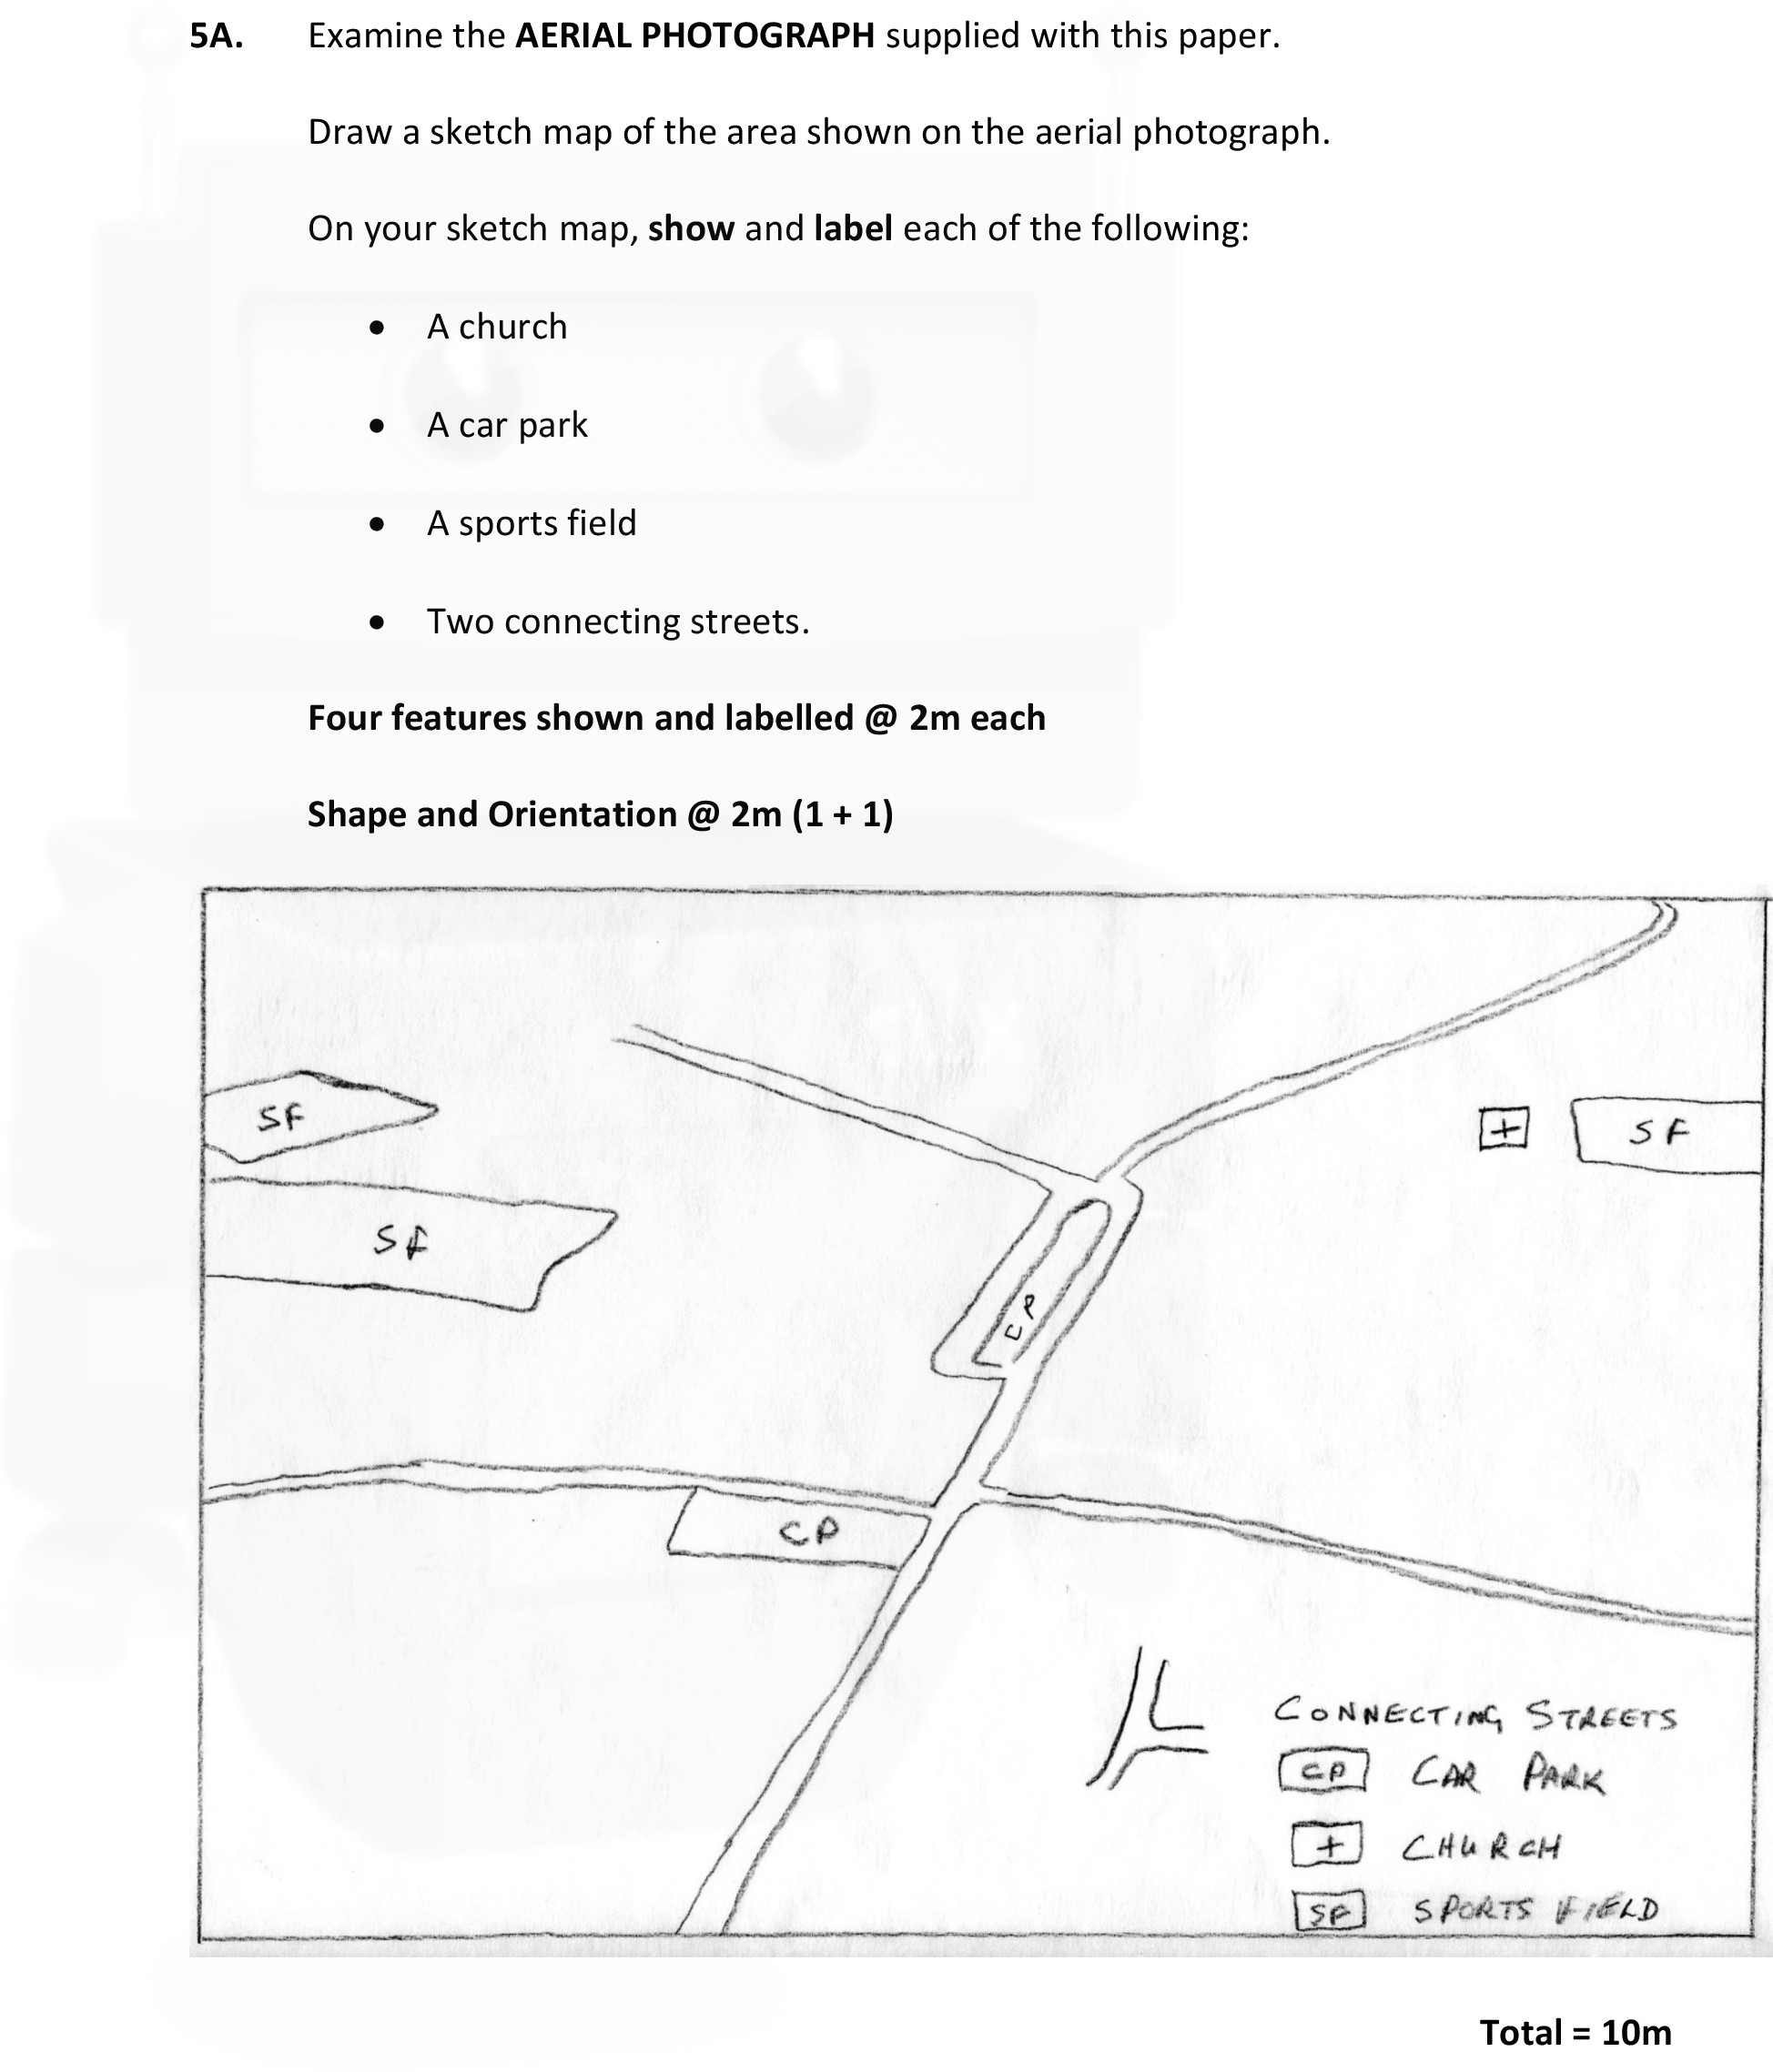 5A. Examine the AERIAL PHOTOGRAPH supplied with this paper.
Draw a sketch map of the area shown on the aerial photograph.
On your sketch map, show and label each of the following:
• A church
• A car park
• A sports field
• Two connecting streets.
Four features shown and labelled @ 2m each
Shape and Orientation @ 2m (1 + 1)
SF
+
SF
SF
CP
CP
CONNECTING STREETS
CP CAR PARK
+ CHURCH
SF SPORTS FIELD
Total = 10m